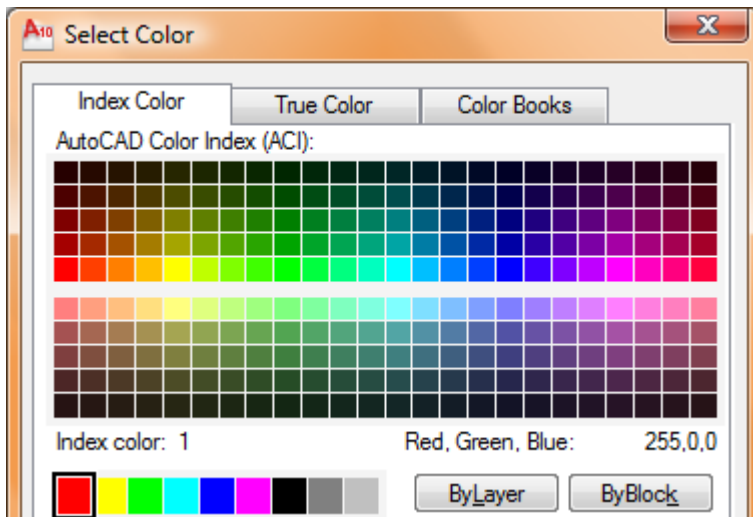 A10 Select Color
Index Color True Color Color Books
AutoCAD Color Index (ACI):
Index color: 1 Red, Green, Blue: 255,0,0
ByLayer ByBlock